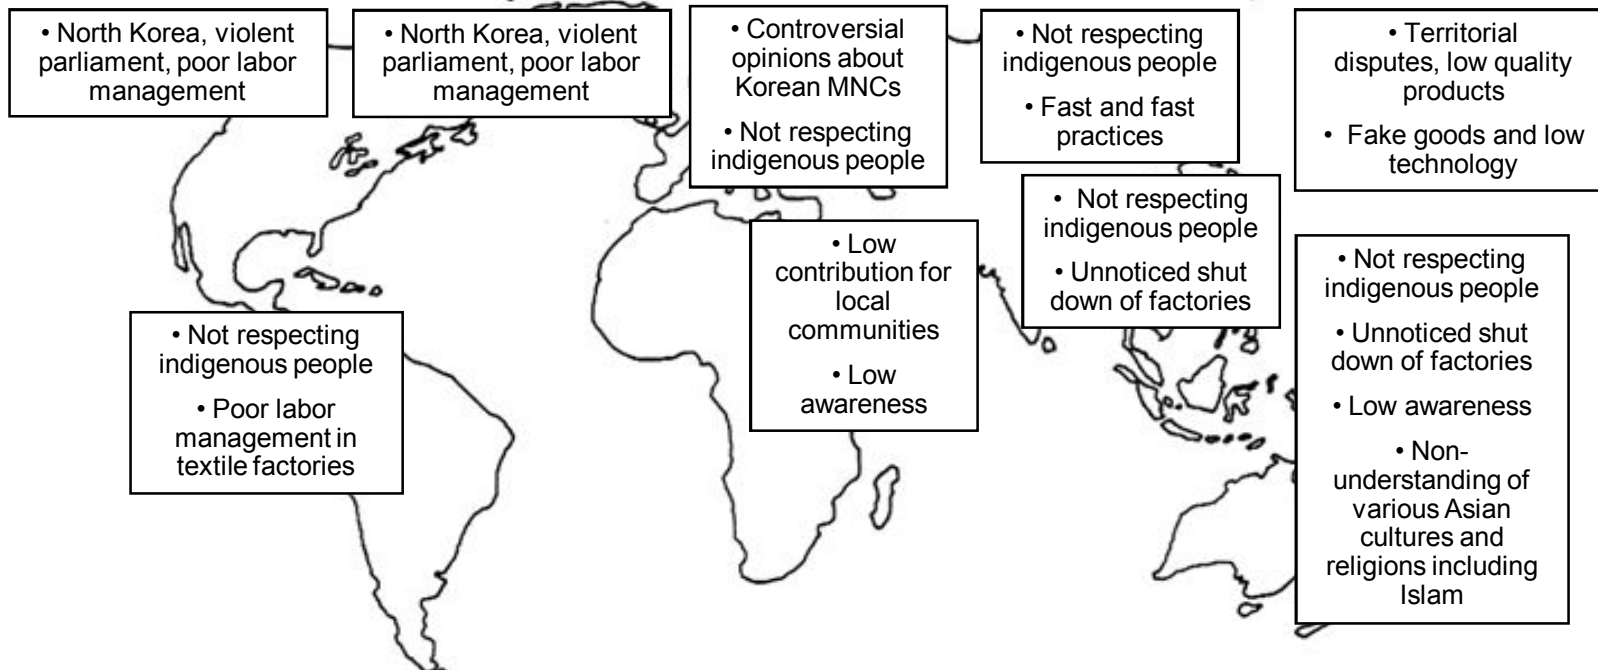 • North Korea, violent
parliament, poor labor
management
• North Korea, violent
parliament, poor labor
management
• Controversial
opinions about
Korean MNCs
• Not respecting
indigenous people
• Not respecting
indigenous people
• Fast and fast
practices
• Territorial
disputes, low quality
products
• Fake goods and low
technology
• Not respecting
indigenous people
• Unnoticed shut
down of factories
• Low
contribution for
local
communities
• Low
awareness
• Not respecting
indigenous people
• Unnoticed shut
down of factories
• Low awareness
• Non-
understanding of
various Asian
cultures and
religions including
Islam
• Not respecting
indigenous people
• Poor labor
management in
textile factories